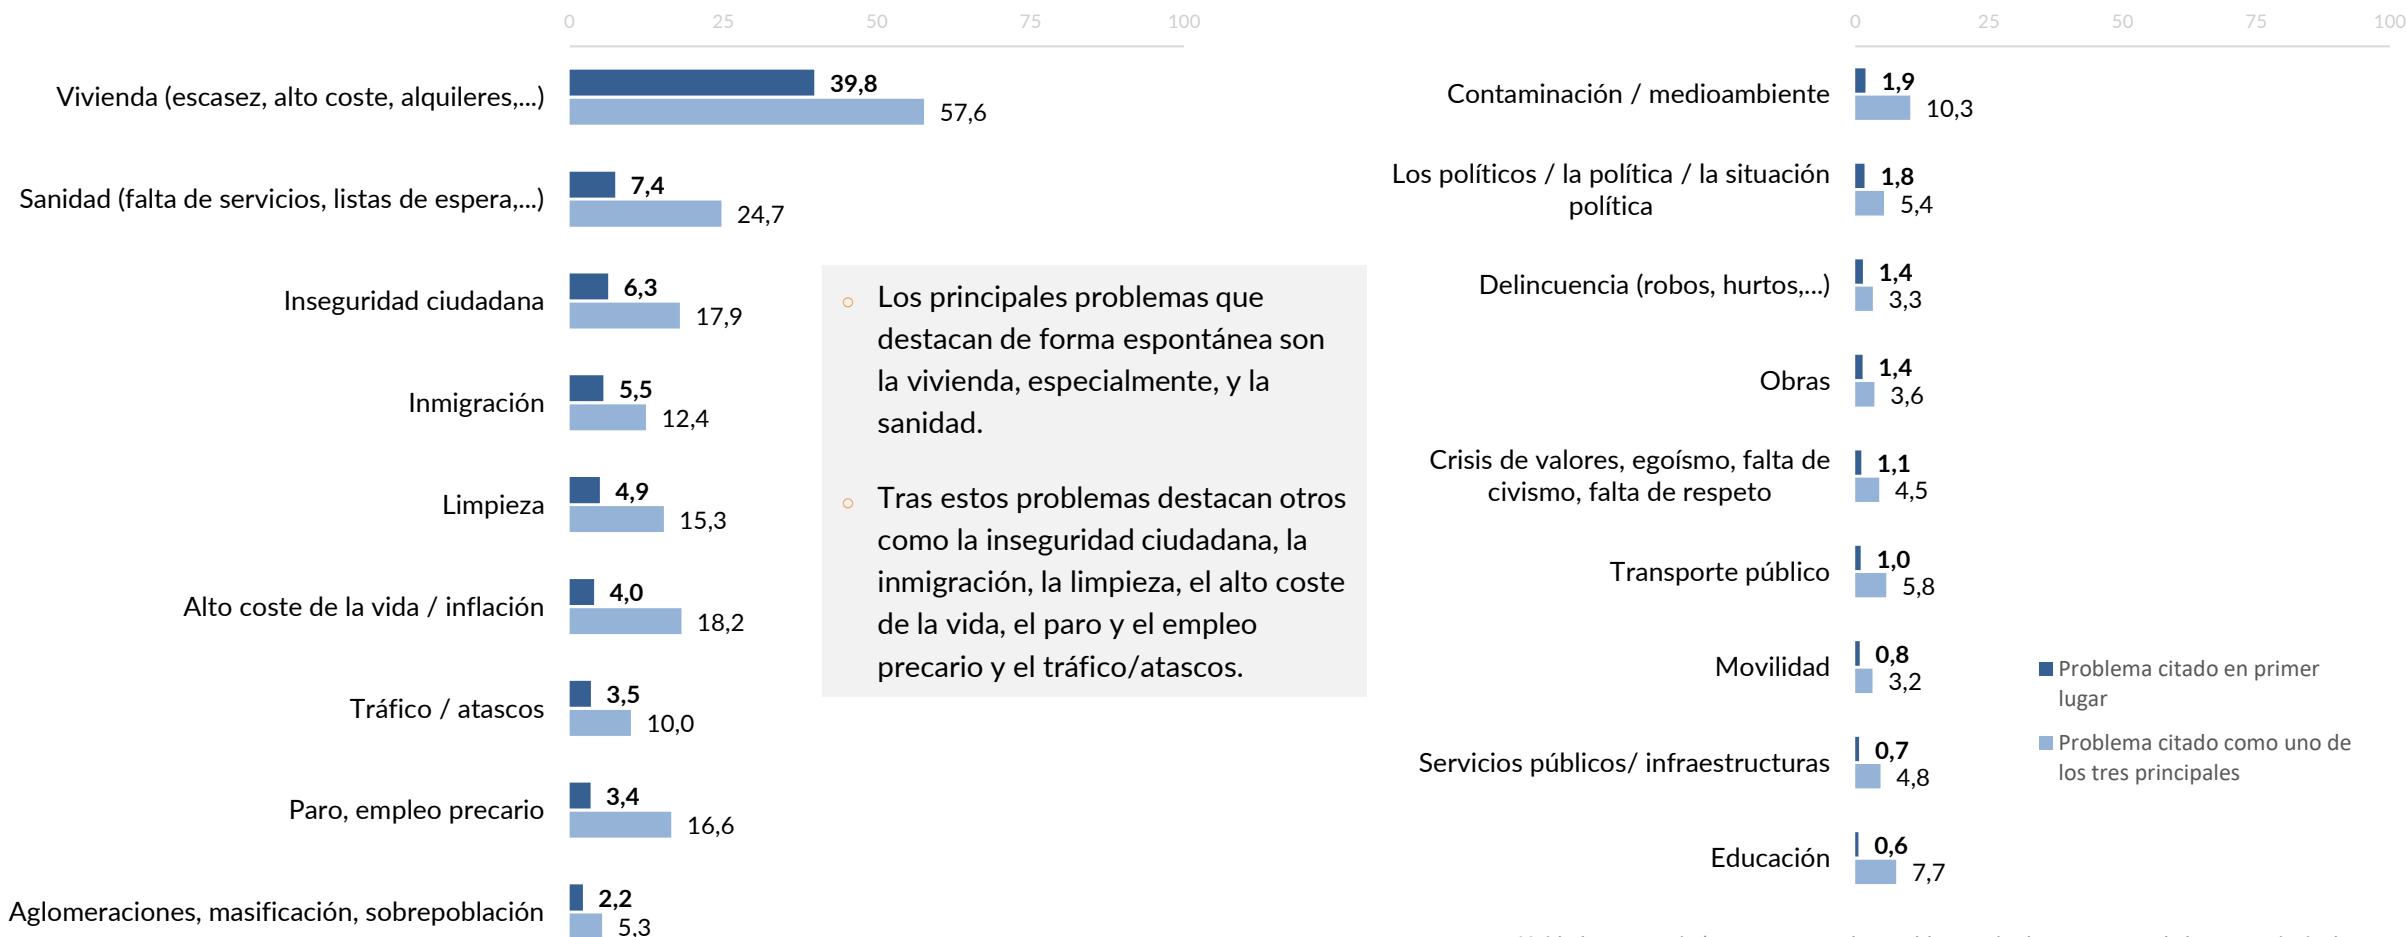 0 25 50 75 100
Vivienda (escasez, alto coste, alquileres,...)
39,8
57,6
Sanidad (falta de servicios, listas de espera,...)
7,4
24,7
Inseguridad ciudadana
6,3
17,9
Inmigración
5,5
12,4
Limpieza
4,9
15,3
Alto coste de la vida / inflación
4,0
18,2
Tráfico / atascos
3,5
10,0
Paro, empleo precario
3,4
16,6
Aglomeraciones, masificación, sobrepoblación
2,2
5,3
Los principales problemas que
destacan de forma espontánea son
la vivienda, especialmente, y la
sanidad.
Tras estos problemas destacan otros
como la inseguridad ciudadana, la
inmigración, la limpieza, el alto coste
de la vida, el paro y el empleo
precario y el tráfico/atascos.
0 25 50 75 100
Contaminación / medioambiente
1,9
10,3
Los políticos / la política / la situación
política
1,8
5,4
Delincuencia (robos, hurtos,...)
1,4
3,3
Obras
1,4
3,6
Crisis de valores, egoísmo, falta de
civismo, falta de respeto
1,1
4,5
Transporte público
1,0
5,8
Movilidad
0,8
3,2
Servicios públicos/ infraestructuras
0,7
4,8
Educación
0,6
7,7
Problema citado en primer
lugar
Problema citado como uno de
los tres principales